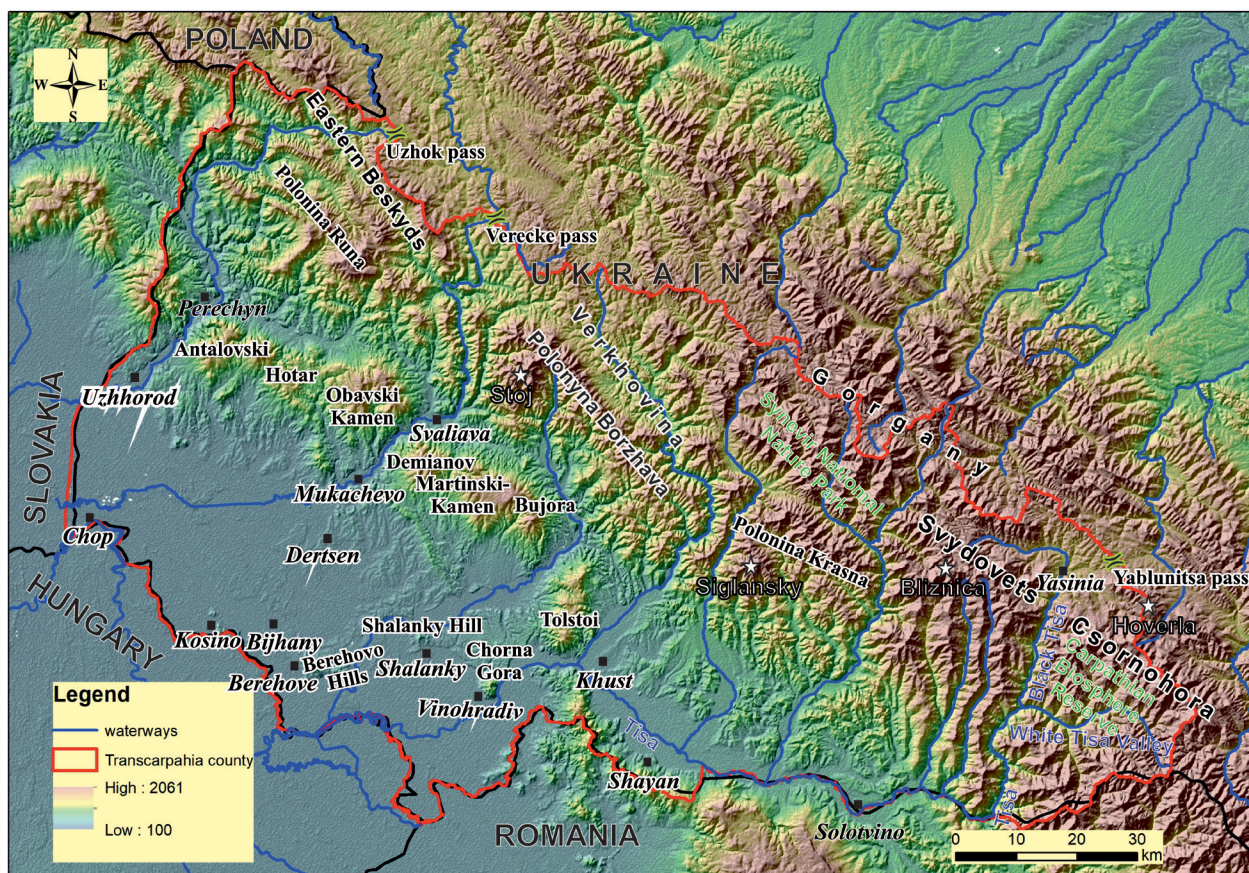 POLAND
N
W E
S
Eastern Beskyds
Uzhok pass
Polonina Runa
Verecke pass
UKRAINE
Perechyn
Antalovski
Hotar
Verkhovina
Polonyna Borzhava
Stoj
Gorgany
Synevir National
Nature Park
Uzhhorod
Obavski
Kamen
Svaliava
SLOVAKIA
Demianov
Mukachevo
Martinski-
Kamen
Bujora
Chop
Dertsen
Polonina Krasna
Svydovets
Siglansky
Bliznica
Yasinia
Yablunitsa pass
HUNGARY
Hoverla
Tolstoi
Kosino
Bijhany
Shalanky Hill
Csornohora
Black Tisa
Carpathian
Biosphere
Reserve
Berehovo
Hills
Shalanky
Chorna
Gora
Berehove
Khust
Vinohradiv
Tisa
White Tisa Valley
Shayan
Tisa
Solotvino
ROMANIA
Legend
waterways
Transcarpahia county
High : 2061
Low : 100
0 10 20 30
km